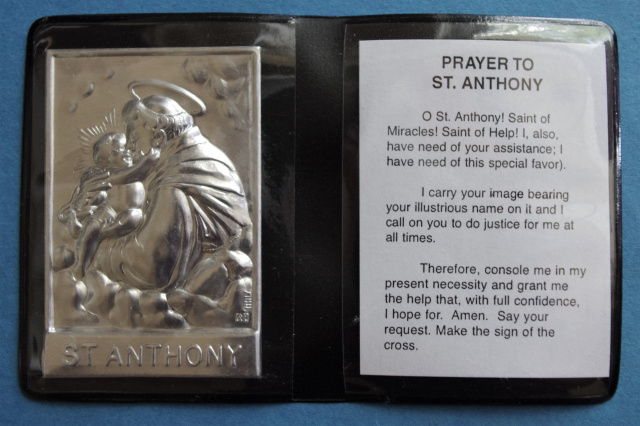 ST ANTHONY
PRAYER TO
ST. ANTHONY
O St. Anthony! Saint of
Miracles! Saint of Help! I, also,
have need of your assistance; I
have need of this special favor).
I carry your image bearing
your illustrious name on it and I
call on you to do justice for me at
all times.
Therefore, console me in my
present necessity and grant me
the help that, with full confidence,
I hope for. Amen. Say your
request. Make the sign of the
cross.